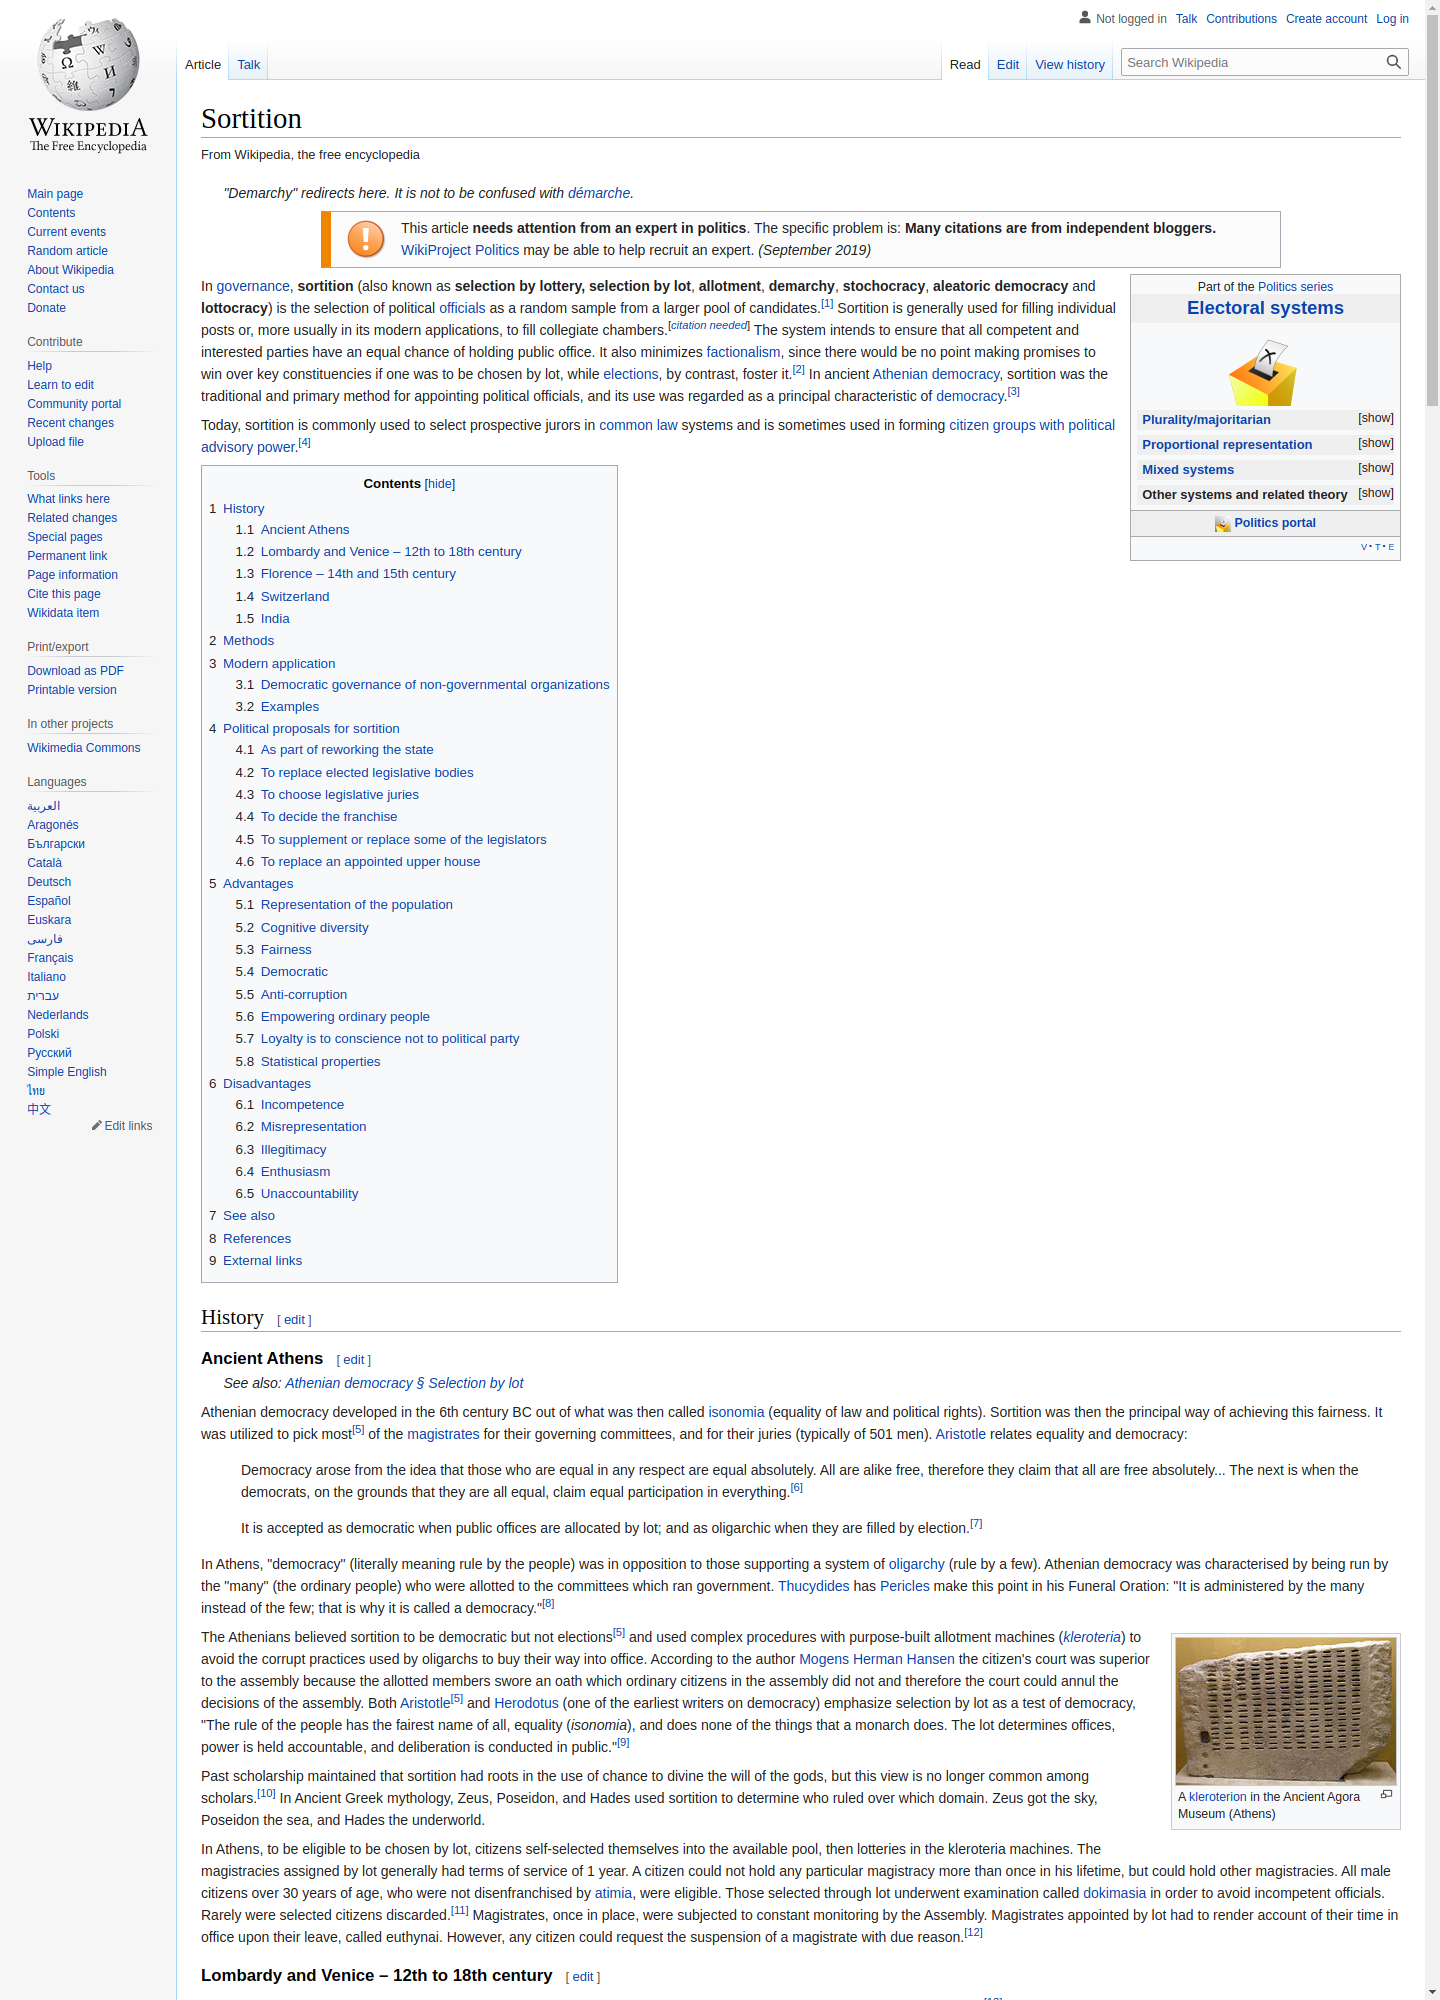 Not logged in Talk Contributions Create account Log in
Article Talk Read Edit View history Search Wikipedia
WIKIPEDIA
The Free Encyclopedia
Main page
Contents
Current events
Random article
About Wikipedia
Contact us
Donate
Contribute
Help
Learn to edit
Community portal
Recent changes
Upload file
Tools
What links here
Related changes
Special pages
Permanent link
Page information
Cite this page
Wikidata item
Print/export
Download as PDF
Printable version
In other projects
Wikimedia Commons
Languages
العربية
Aragonés
Български
Català
Deutsch
Español
Euskara
فارسی
Français
Italiano
עברית
Nederlands
Polski
Русский
Simple English
ไทย
中文
Edit links
Sortition
From Wikipedia, the free encyclopedia
"Demarchy" redirects here. It is not to be confused with démarche.
This article needs attention from an expert in politics. The specific problem is: Many citations are from independent bloggers.
WikiProject Politics may be able to help recruit an expert. (September 2019)
Part of the Politics series
Electoral systems
Plurality/majoritarian [show]
Proportional representation [show]
Mixed systems [show]
Other systems and related theory [show]
Politics portal
V · T · E
In governance, sortition (also known as selection by lottery, selection by lot, allotment, demarchy, stochocracy, aleatoric democracy and
lottocracy) is the selection of political officials as a random sample from a larger pool of candidates.[1] Sortition is generally used for filling individual
posts or, more usually in its modern applications, to fill collegiate chambers.[citation needed] The system intends to ensure that all competent and
interested parties have an equal chance of holding public office. It also minimizes factionalism, since there would be no point making promises to
win over key constituencies if one was to be chosen by lot, while elections, by contrast, foster it.[2] In ancient Athenian democracy, sortition was the
traditional and primary method for appointing political officials, and its use was regarded as a principal characteristic of democracy.[3]
Today, sortition is commonly used to select prospective jurors in common law systems and is sometimes used in forming citizen groups with political
advisory power.[4]
Contents [hide]
1 History
1.1 Ancient Athens
1.2 Lombardy and Venice – 12th to 18th century
1.3 Florence – 14th and 15th century
1.4 Switzerland
1.5 India
2 Methods
3 Modern application
3.1 Democratic governance of non-governmental organizations
3.2 Examples
4 Political proposals for sortition
4.1 As part of reworking the state
4.2 To replace elected legislative bodies
4.3 To choose legislative juries
4.4 To decide the franchise
4.5 To supplement or replace some of the legislators
4.6 To replace an appointed upper house
5 Advantages
5.1 Representation of the population
5.2 Cognitive diversity
5.3 Fairness
5.4 Democratic
5.5 Anti-corruption
5.6 Empowering ordinary people
5.7 Loyalty is to conscience not to political party
5.8 Statistical properties
6 Disadvantages
6.1 Incompetence
6.2 Misrepresentation
6.3 Illegitimacy
6.4 Enthusiasm
6.5 Unaccountability
7 See also
8 References
9 External links
History [ edit ]
Ancient Athens [ edit ]
See also: Athenian democracy § Selection by lot
Athenian democracy developed in the 6th century BC out of what was then called isonomia (equality of law and political rights). Sortition was then the principal way of achieving this fairness. It
was utilized to pick most[5] of the magistrates for their governing committees, and for their juries (typically of 501 men). Aristotle relates equality and democracy:
Democracy arose from the idea that those who are equal in any respect are equal absolutely. All are alike free, therefore they claim that all are free absolutely... The next is when the
democrats, on the grounds that they are all equal, claim equal participation in everything.[6]
It is accepted as democratic when public offices are allocated by lot; and as oligarchic when they are filled by election.[7]
In Athens, "democracy" (literally meaning rule by the people) was in opposition to those supporting a system of oligarchy (rule by a few). Athenian democracy was characterised by being run by
the "many" (the ordinary people) who were allotted to the committees which ran government. Thucydides has Pericles make this point in his Funeral Oration: "It is administered by the many
instead of the few; that is why it is called a democracy."[8]
The Athenians believed sortition to be democratic but not elections[5] and used complex procedures with purpose-built allotment machines (kleroteria) to
avoid the corrupt practices used by oligarchs to buy their way into office. According to the author Mogens Herman Hansen the citizen's court was superior
to the assembly because the allotted members swore an oath which ordinary citizens in the assembly did not and therefore the court could annul the
decisions of the assembly. Both Aristotle[5] and Herodotus (one of the earliest writers on democracy) emphasize selection by lot as a test of democracy,
"The rule of the people has the fairest name of all, equality (isonomia), and does none of the things that a monarch does. The lot determines offices,
power is held accountable, and deliberation is conducted in public."[9]
A kleroterion in the Ancient Agora
Museum (Athens)
Past scholarship maintained that sortition had roots in the use of chance to divine the will of the gods, but this view is no longer common among
scholars.[10] In Ancient Greek mythology, Zeus, Poseidon, and Hades used sortition to determine who ruled over which domain. Zeus got the sky,
Poseidon the sea, and Hades the underworld.
In Athens, to be eligible to be chosen by lot, citizens self-selected themselves into the available pool, then lotteries in the kleroteria machines. The
magistracies assigned by lot generally had terms of service of 1 year. A citizen could not hold any particular magistracy more than once in his lifetime, but could hold other magistracies. All male
citizens over 30 years of age, who were not disenfranchised by atimia, were eligible. Those selected through lot underwent examination called dokimasia in order to avoid incompetent officials.
Rarely were selected citizens discarded.[11] Magistrates, once in place, were subjected to constant monitoring by the Assembly. Magistrates appointed by lot had to render account of their time in
office upon their leave, called euthynai. However, any citizen could request the suspension of a magistrate with due reason.[12]
Lombardy and Venice – 12th to 18th century [ edit ]